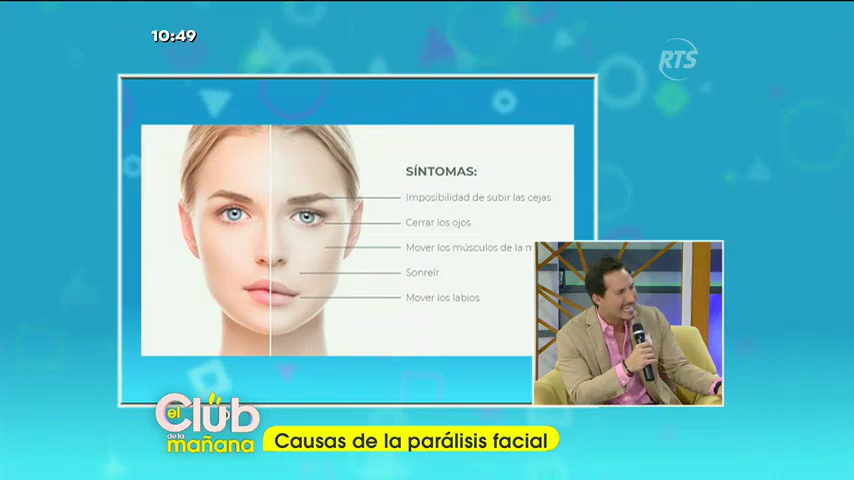 10:49
RTS
SÍNTOMAS:
Imposibilidad de subir las cejas
Cerrar los ojos
Mover los músculos de la
Sonreír
Mover los labios
el Club
de la
mañana
Causas de la parálisis facial